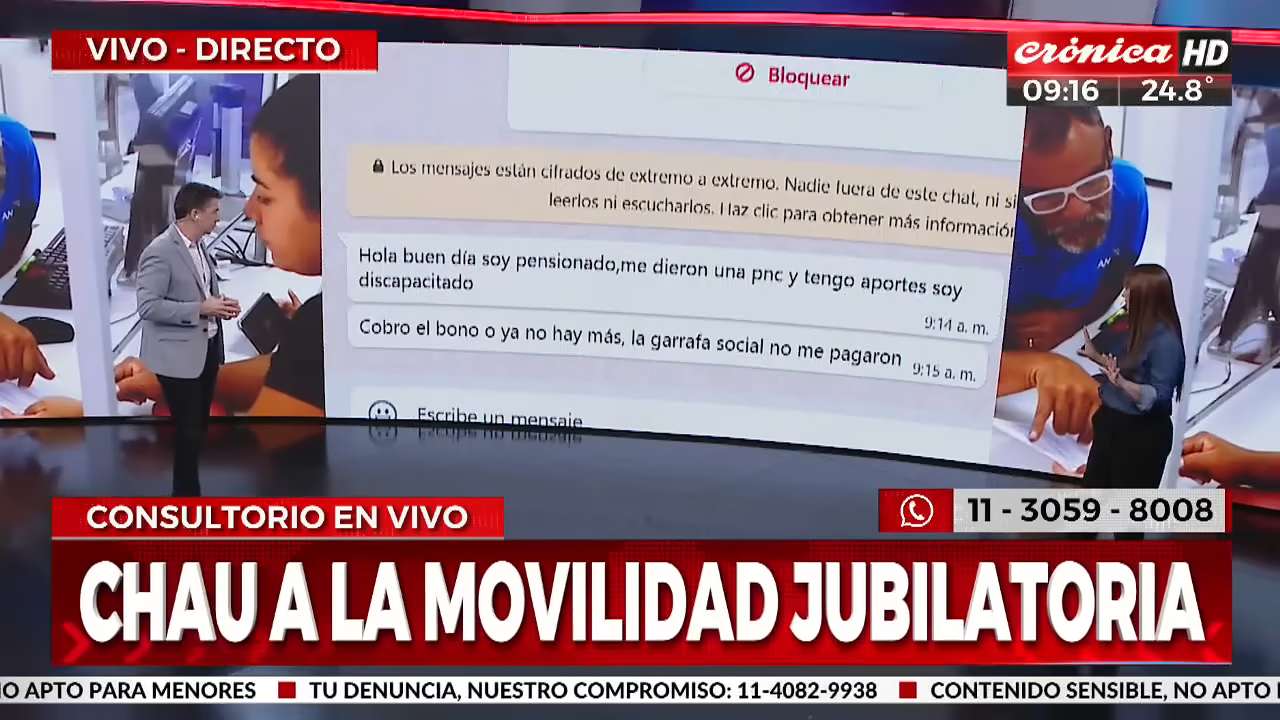 VIVO - DIRECTO
crónica HD
09:16 24.8°
Bloquear
Los mensajes están cifrados de extremo a extremo. Nadie fuera de este chat, ni si
leerlos ni escucharlos. Haz clic para obtener más información
Hola buen día soy pensionado,me dieron una pnc y tengo aportes soy
discapacitado
9:14 a. m.
Cobro el bono o ya no hay más, la garrafa social no me pagaron
9:15 a. m.
Escribe un mensaje
AN
AN
CONSULTORIO EN VIVO
11 - 3059 - 8008
CHAU A LA MOVILIDAD JUBILATORIA
IO APTO PARA MENORES TU DENUNCIA, NUESTRO COMPROMISO: 11-4082-9938 CONTENIDO SENSIBLE, NO APTO